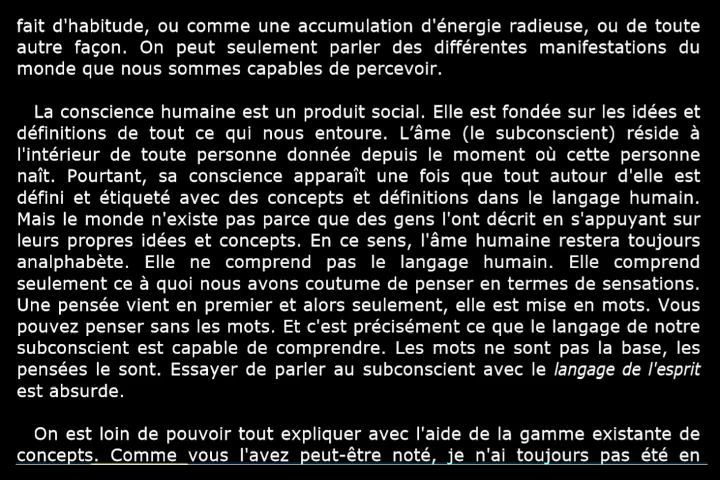 fait d'habitude, ou comme une accumulation d'énergie radieuse, ou de toute
autre façon. On peut seulement parler des différentes manifestations du
monde que nous sommes capables de percevoir.
La conscience humaine est un produit social. Elle est fondée sur les idées et
définitions de tout ce qui nous entoure. L’âme (le subconscient) réside à
l'intérieur de toute personne donnée depuis le moment où cette personne
naît. Pourtant, sa conscience apparaît une fois que tout autour d'elle est
défini et étiqueté avec des concepts et définitions dans le langage humain.
Mais le monde n'existe pas parce que des gens l'ont décrit en s'appuyant sur
leurs propres idées et concepts. En ce sens, l'âme humaine restera toujours
analphabète. Elle ne comprend pas le langage humain. Elle comprend
seulement ce à quoi nous avons coutume de penser en termes de sensations.
Une pensée vient en premier et alors seulement, elle est mise en mots. Vous
pouvez penser sans les mots. Et c'est précisément ce que le langage de notre
subconscient est capable de comprendre. Les mots ne sont pas la base, les
pensées le sont. Essayer de parler au subconscient avec le langage de l'esprit
est absurde.
On est loin de pouvoir tout expliquer avec l'aide de la gamme existante de
concepts. Comme vous l'avez peut-être noté, je n'ai toujours pas été en